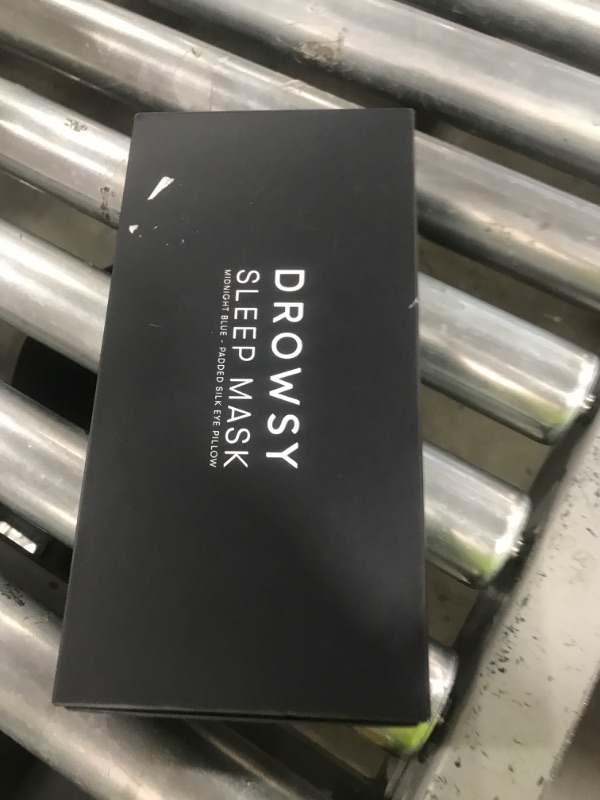 DROWSY
SLEEP MASK
MIDNIGHT BLUE - PADDED SILK EYE PILLOW